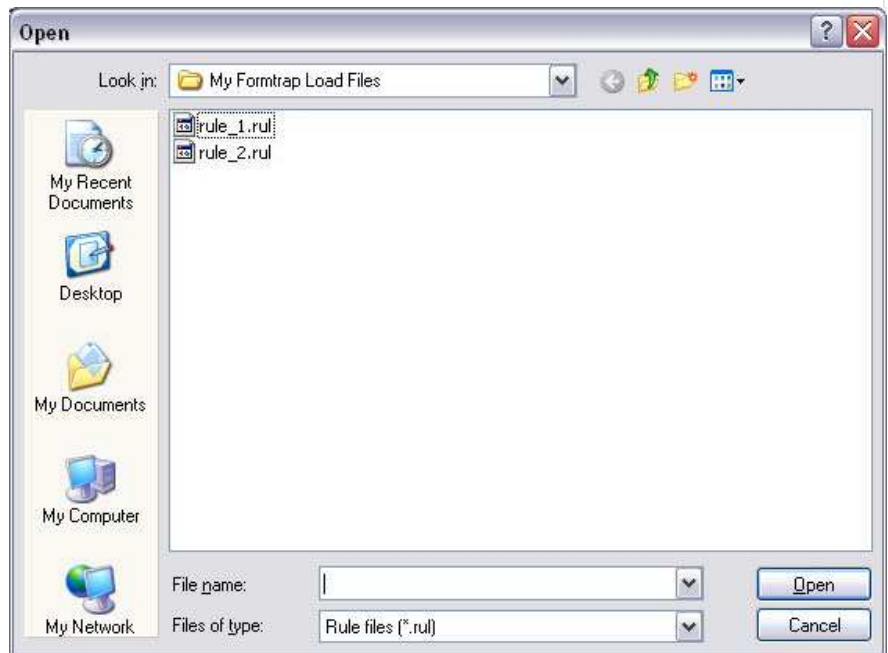 Open
Look in: My Formtrap Load Files
rule_1.rul
rule_2.rul
My Recent
Documents
Desktop
My Documents
My Computer
My Network
File name:
Open
Files of type: Rule files (*.rul)
Cancel